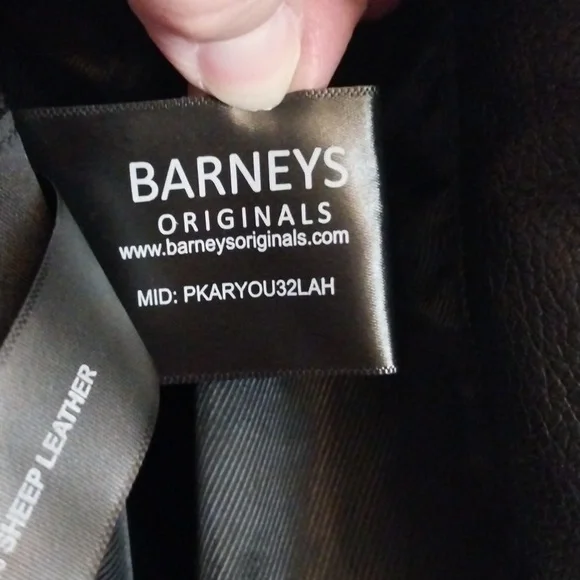 BARNEYS
ORIGINALS
www.barneysoriginals.com
MID: PKARYOU32LAH
SHEEP LEATHER